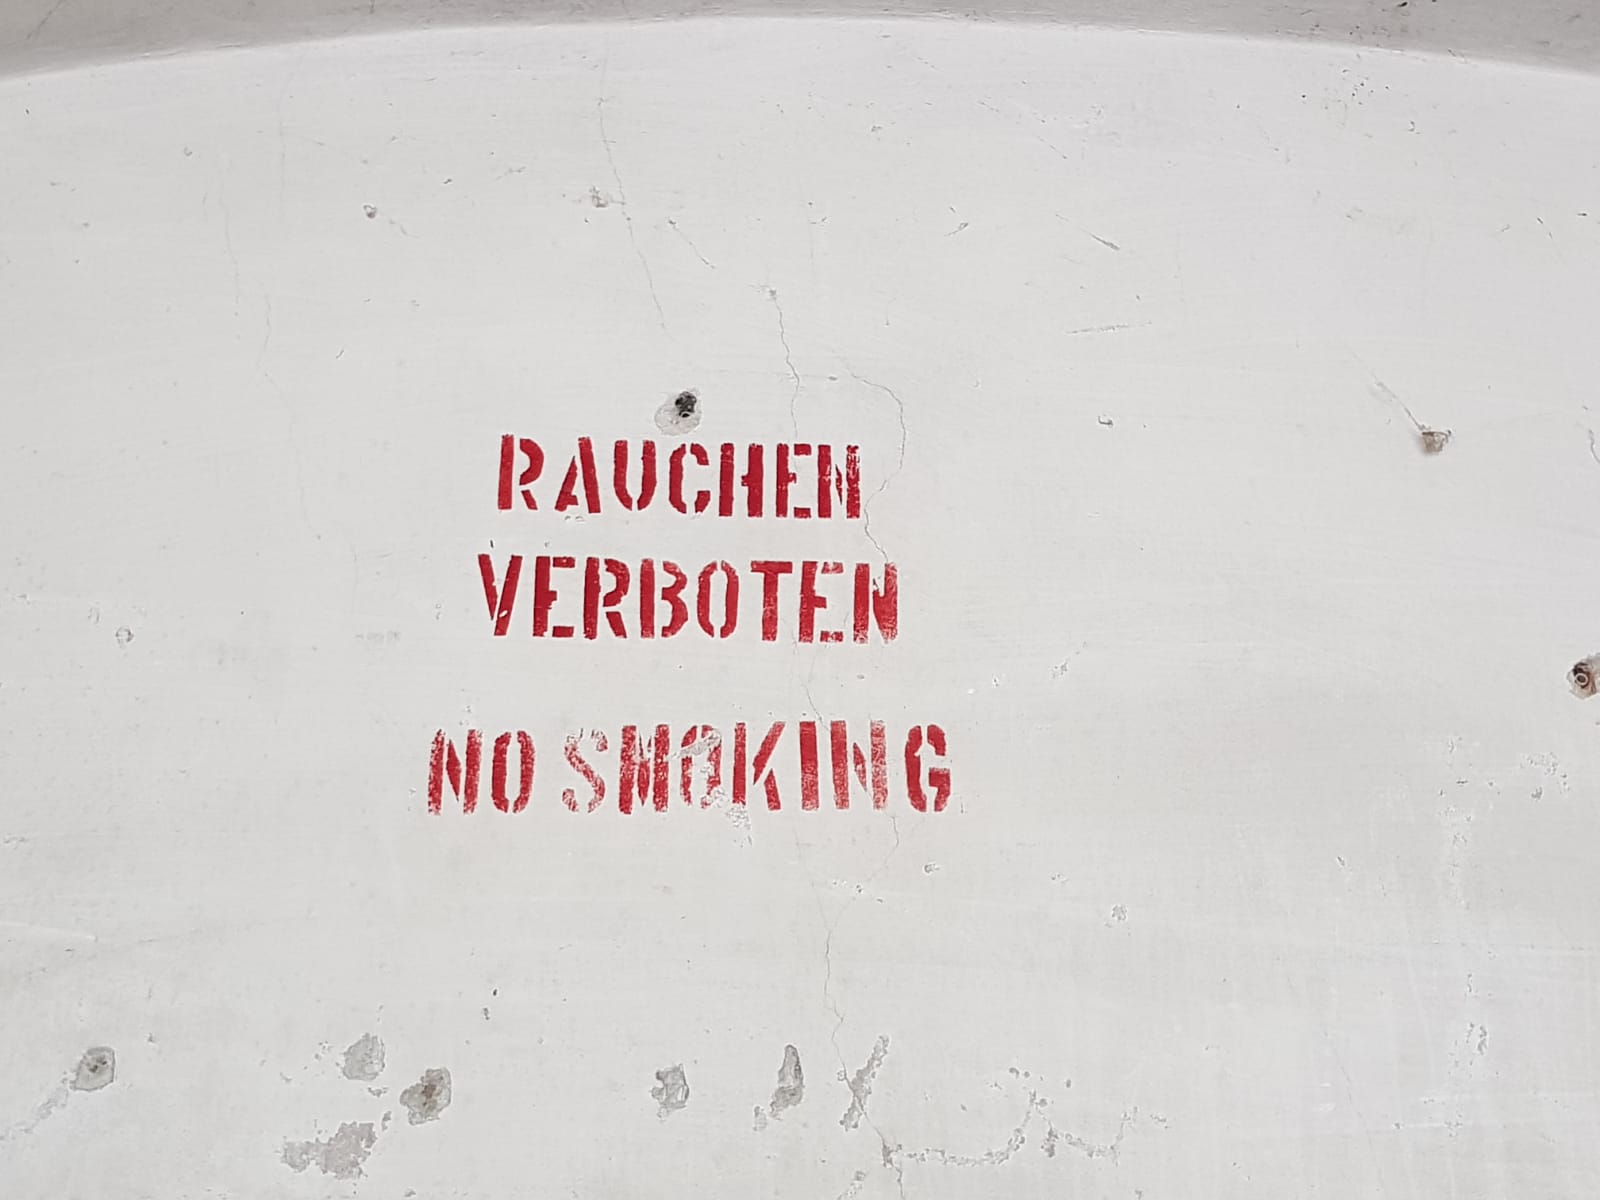 RAUCHEN
VERBOTEN
NO SMOKING